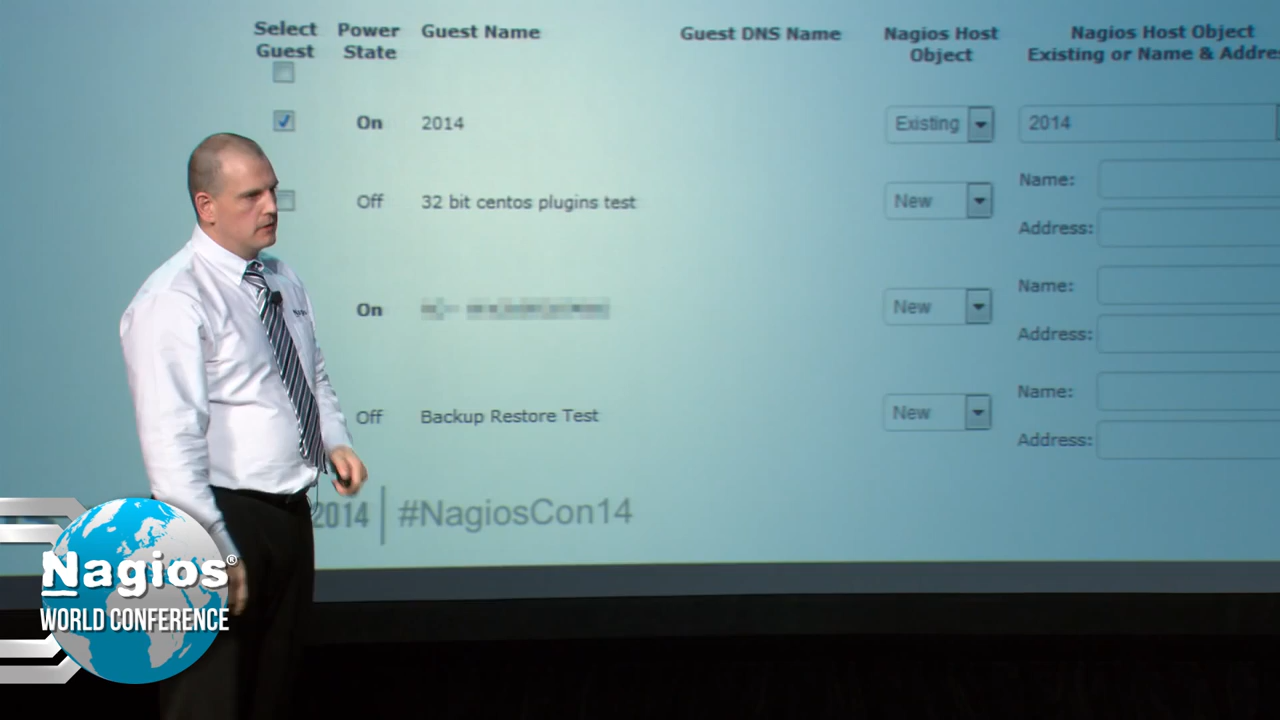 Select Guest
Power State
Guest Name
Guest DNS Name
Nagios Host Object
Nagios Host Object
Existing or Name & Addre
On
2014
Existing
2014
Off
32 bit centos plugins test
New
Name:
Address:
On
New
Name:
Address:
Off
Backup Restore Test
New
Name:
Address:
2014 | #NagiosCon14
Nagios®
WORLD CONFERENCE